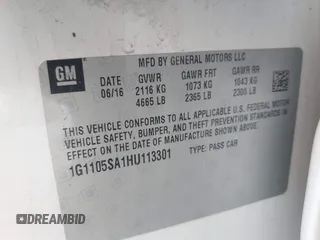 GM
MFD BY GENERAL MOTORS LLC
06/16 GVWR GAWR FRT GAWR RR
2116 KG 1073 KG 1043 KG
4665 LB 2365 LB 2300 LB
THIS VEHICLE CONFORMS TO ALL APPLICABLE U.S. FEDERAL MOTOR
VEHICLE SAFETY, BUMPER, AND THEFT PREVENTION STANDARDS
IN EFFECT ON THE DATE OF MANUFACTURE SHOWN ABOVE.
1G1105SA1HU113301 TYPE: PASS CAR
DREAMBID